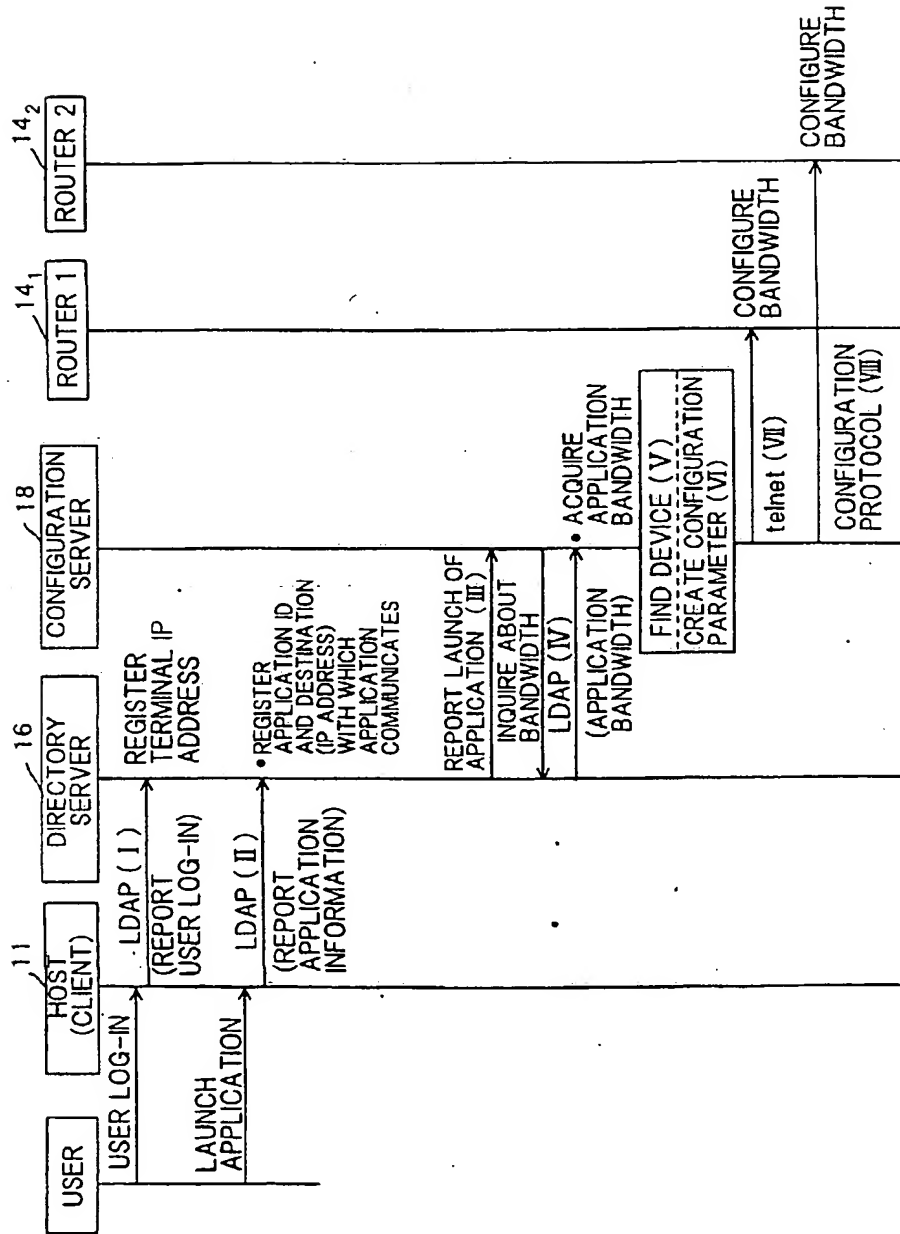 USER
HOST
(CLIENT)
11
DIRECTORY
SERVER
16
CONFIGURATION
SERVER
18
ROUTER 1
14₁
ROUTER 2
14₂
USER LOG-IN
LDAP (I)
(REPORT
USER LOG-IN)
REGISTER
TERMINAL IP
ADDRESS
LAUNCH
APPLICATION
LDAP (II)
(REPORT
APPLICATION
INFORMATION)
• REGISTER
APPLICATION ID
AND DESTINATION
(IP ADDRESS)
WITH WHICH
APPLICATION
COMMUNICATES
REPORT LAUNCH OF
APPLICATION (III)
INQUIRE ABOUT
BANDWIDTH
LDAP (IV)
(APPLICATION
BANDWIDTH)
• ACQUIRE
APPLICATION
BANDWIDTH
FIND DEVICE (V)
CREATE CONFIGURATION
PARAMETER (VI)
telnet (VII)
CONFIGURE
BANDWIDTH
CONFIGURATION
PROTOCOL (VIII)
CONFIGURE
BANDWIDTH